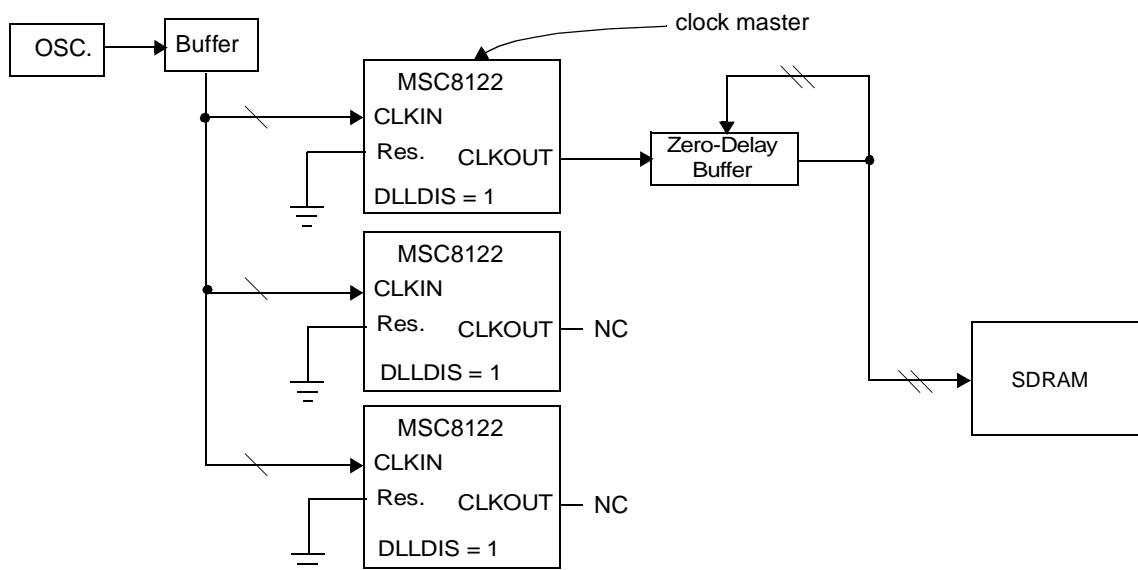 clock master
OSC.
Buffer
MSC8122
CLKIN
Res.
CLKOUT
DLLDIS = 1
Zero-Delay
Buffer
MSC8122
CLKIN
Res.
CLKOUT
NC
DLLDIS = 1
SDRAM
MSC8122
CLKIN
Res.
CLKOUT
NC
DLLDIS = 1